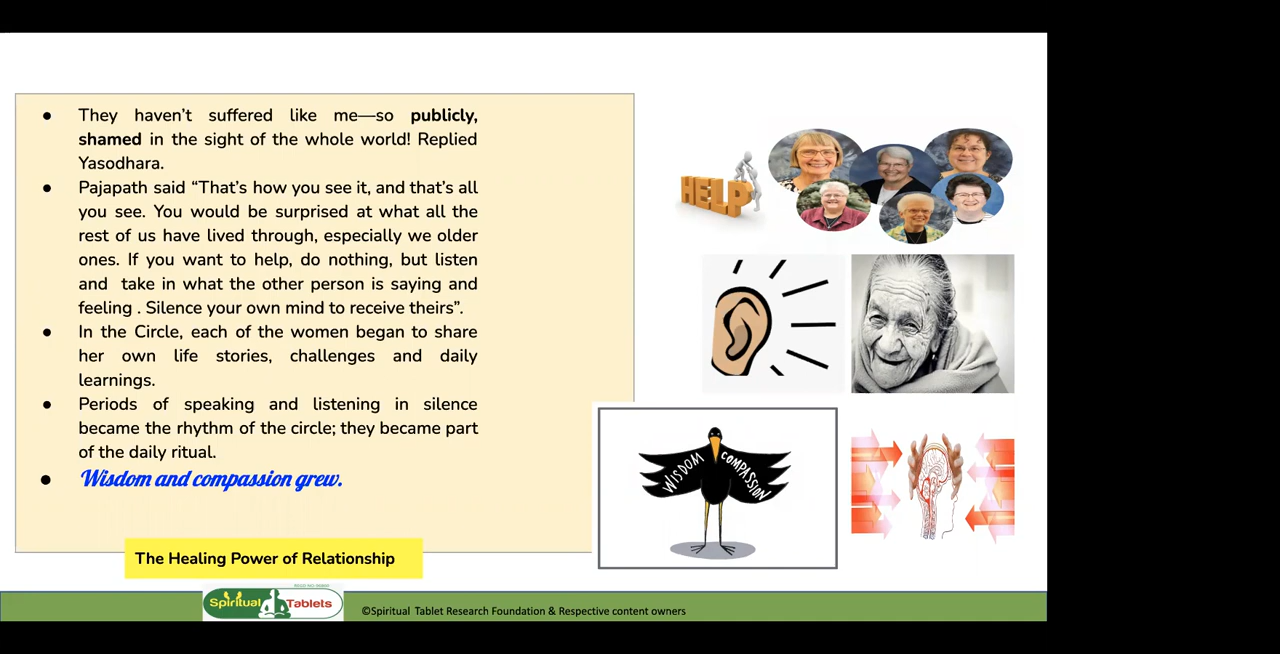 ● They haven't suffered like me—so publicly,
shamed in the sight of the whole world! Replied
Yasodhara.
● Pajapath said “That's how you see it, and that's all
you see. You would be surprised at what all the
rest of us have lived through, especially we older
ones. If you want to help, do nothing, but listen
and take in what the other person is saying and
feeling . Silence your own mind to receive theirs”.
● In the Circle, each of the women began to share
her own life stories, challenges and daily
learnings.
● Periods of speaking and listening in silence
became the rhythm of the circle; they became part
of the daily ritual.
● Wisdom and compassion grew.
The Healing Power of Relationship
HELP
WISDOM COMPASSION
Spiritual Tablets
©Spiritual Tablet Research Foundation & Respective content owners